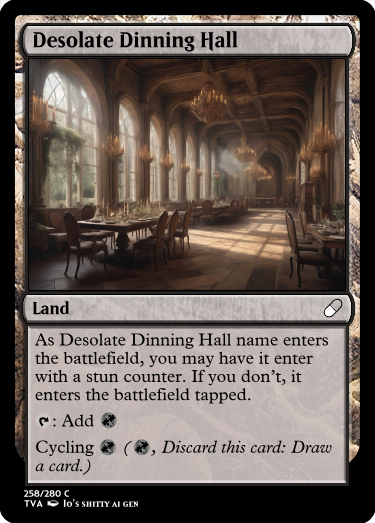 Desolate Dinning Hall
Land
As Desolate Dinning Hall name enters
the battlefield, you may have it enter
with a stun counter. If you don't, it
enters the battlefield tapped.
: Add
Cycling ( , Discard this card: Draw
a card.)
258/280 C
TVA Io's shitty ai gen